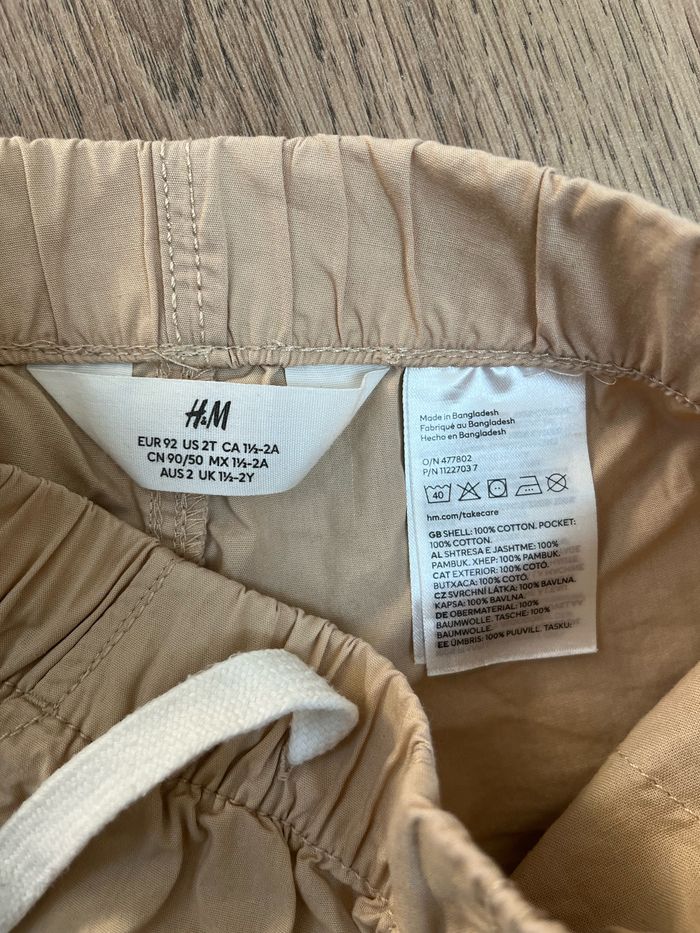 H&M
EUR 92 US 2T CA 1½-2A
CN 90/50 MX 1½-2A
AUS 2 UK 1½-2Y
Made in Bangladesh
Fabriqué au Bangladesh
Hecho en Bangladesh
O/N 477802
P/N 1122703 7
40
hm.com/takecare
GB SHELL: 100% COTTON. POCKET:
100% COTTON.
AL SHTRESA E JASHTME: 100%
PAMBUK. XHEP: 100% PAMBUK.
CAT EXTERIOR: 100% COTÓ.
BUTXACA: 100% COTÓ.
CZ SVRCHNÍ LÁTKA: 100% BAVLNA.
KAPSA: 100% BAVLNA.
DE OBERMATERIAL: 100%
BAUMWOLLE. TASCHE: 100%
BAUMWOLLE.
EE ÜMBRIS: 100% PUUVILL. TASKU: